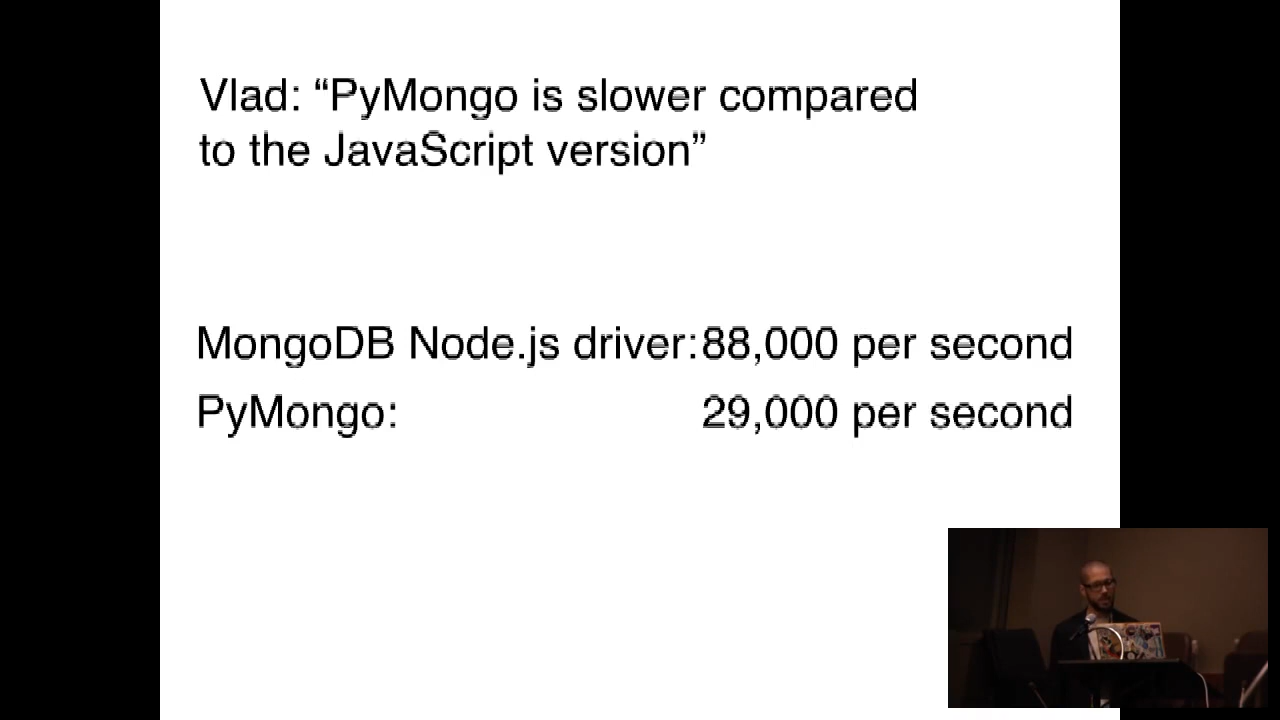 Vlad: “PyMongo is slower compared
to the JavaScript version”
MongoDB Node.js driver: 88,000 per second
PyMongo: 29,000 per second